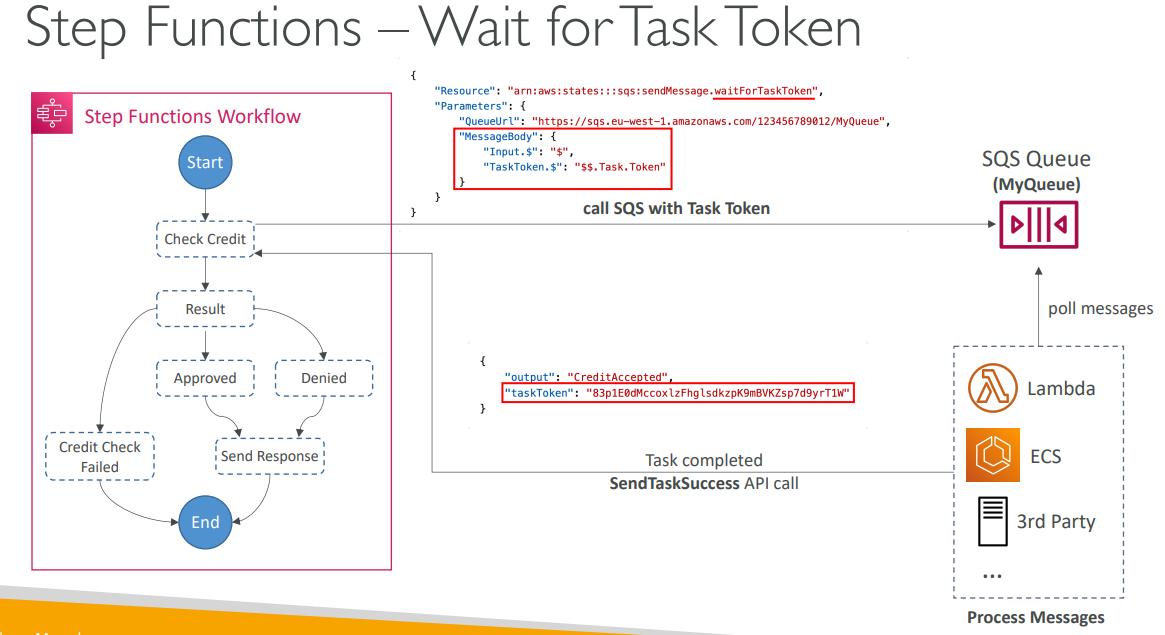 Step Functions – Wait for Task Token
Step Functions Workflow
Start
Check Credit
Result
Approved
Denied
Credit Check
Failed
Send Response
End
{
"Resource": "arn:aws:states:::sqs:sendMessage.waitForTaskToken",
"Parameters": {
"QueueUrl": "https://sqs.eu-west-1.amazonaws.com/123456789012/MyQueue",
"MessageBody": {
"Input.$": "$",
"TaskToken.$": "$$.Task.Token"
}
}
}
call SQS with Task Token
SQS Queue
(MyQueue)
poll messages
{
"output": "CreditAccepted",
"taskToken": "83p1E0dMccoxlzFhglsdkzpK9mBVKZsp7d9yrT1W"
}
Task completed
SendTaskSuccess API call
Lambda
ECS
3rd Party
...
Process Messages